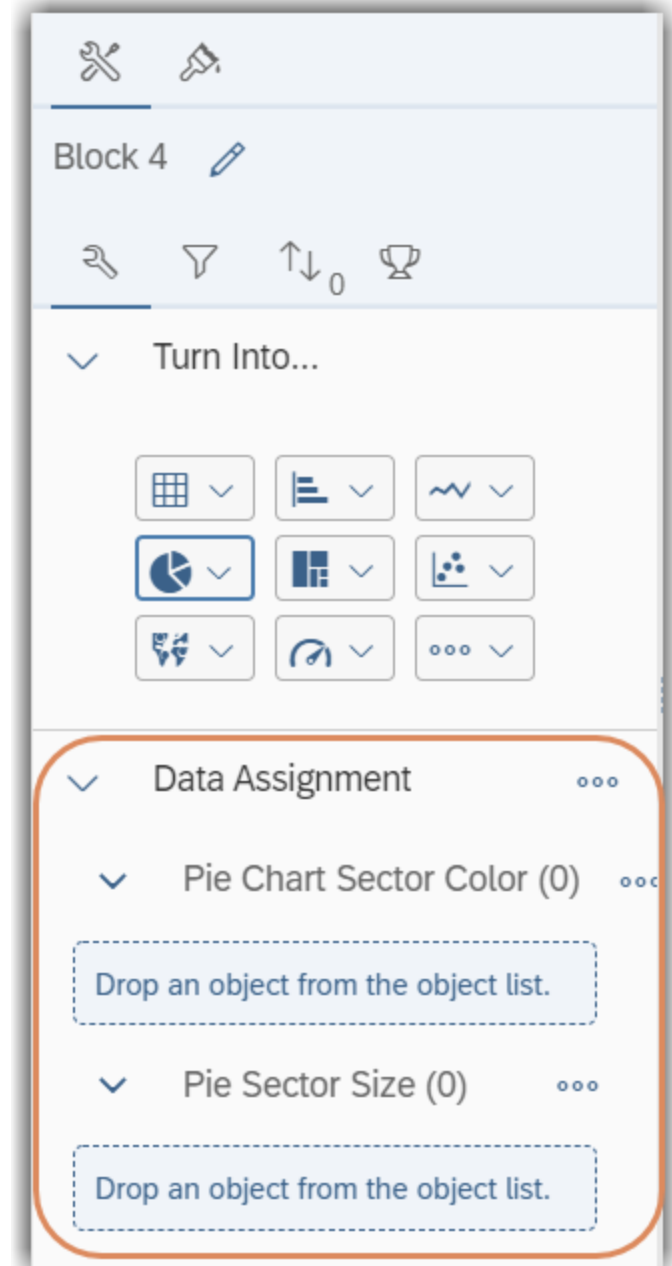 Block 4
0
Turn Into...
Data Assignment
Pie Chart Sector Color (0)
Drop an object from the object list.
Pie Sector Size (0)
Drop an object from the object list.